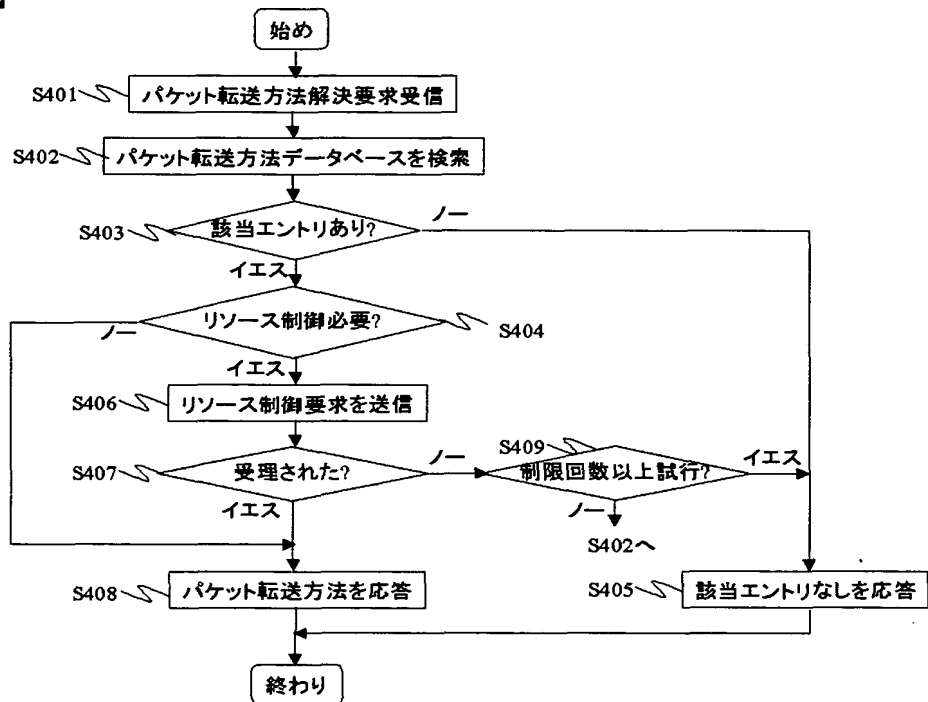 始め
S401
パケット転送方法解決要求受信
S402
パケット転送方法データベースを検索
S403
該当エントリあり?
ノー
イエス
リソース制御必要?
ノー
S404
イエス
S406
リソース制御要求を送信
S407
受理された?
ノー
S409
制限回数以上試行?
イエス
イエス
ノー
S402へ
S408
パケット転送方法を応答
S405
該当エントリなしを応答
終わり